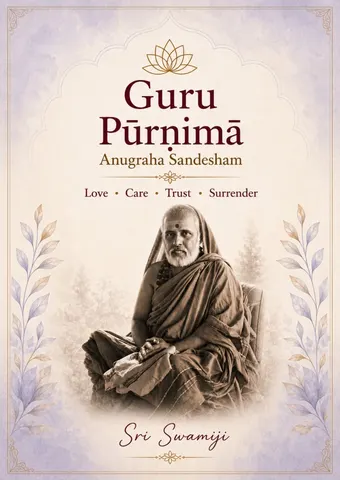 Guru
Pūrṇimā
Anugraha Sandesham
Love • Care • Trust • Surrender
Sri Swamiji